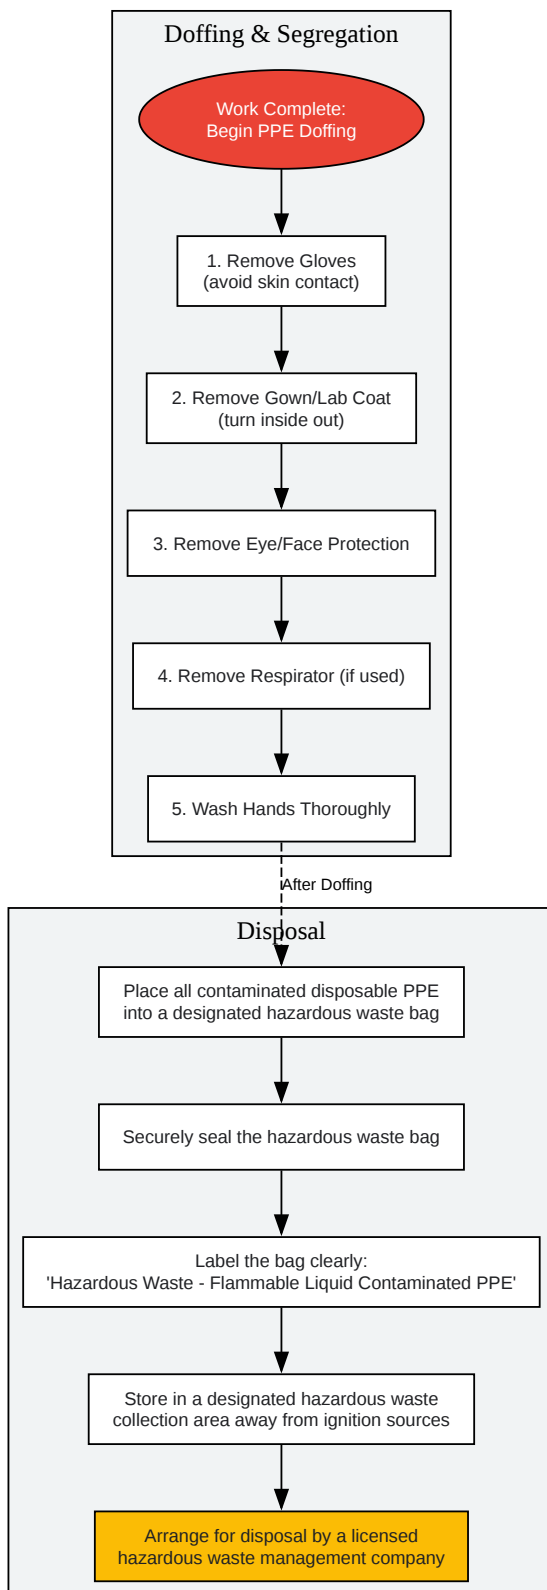 Doffing & Segregation
Work Complete:
Begin PPE Doffing
1. Remove Gloves
(avoid skin contact)
2. Remove Gown/Lab Coat
(turn inside out)
3. Remove Eye/Face Protection
4. Remove Respirator (if used)
5. Wash Hands Thoroughly
After Doffing
Disposal
Place all contaminated disposable PPE
into a designated hazardous waste bag
Securely seal the hazardous waste bag
Label the bag clearly:
'Hazardous Waste - Flammable Liquid Contaminated PPE'
Store in a designated hazardous waste
collection area away from ignition sources
Arrange for disposal by a licensed
hazardous waste management company